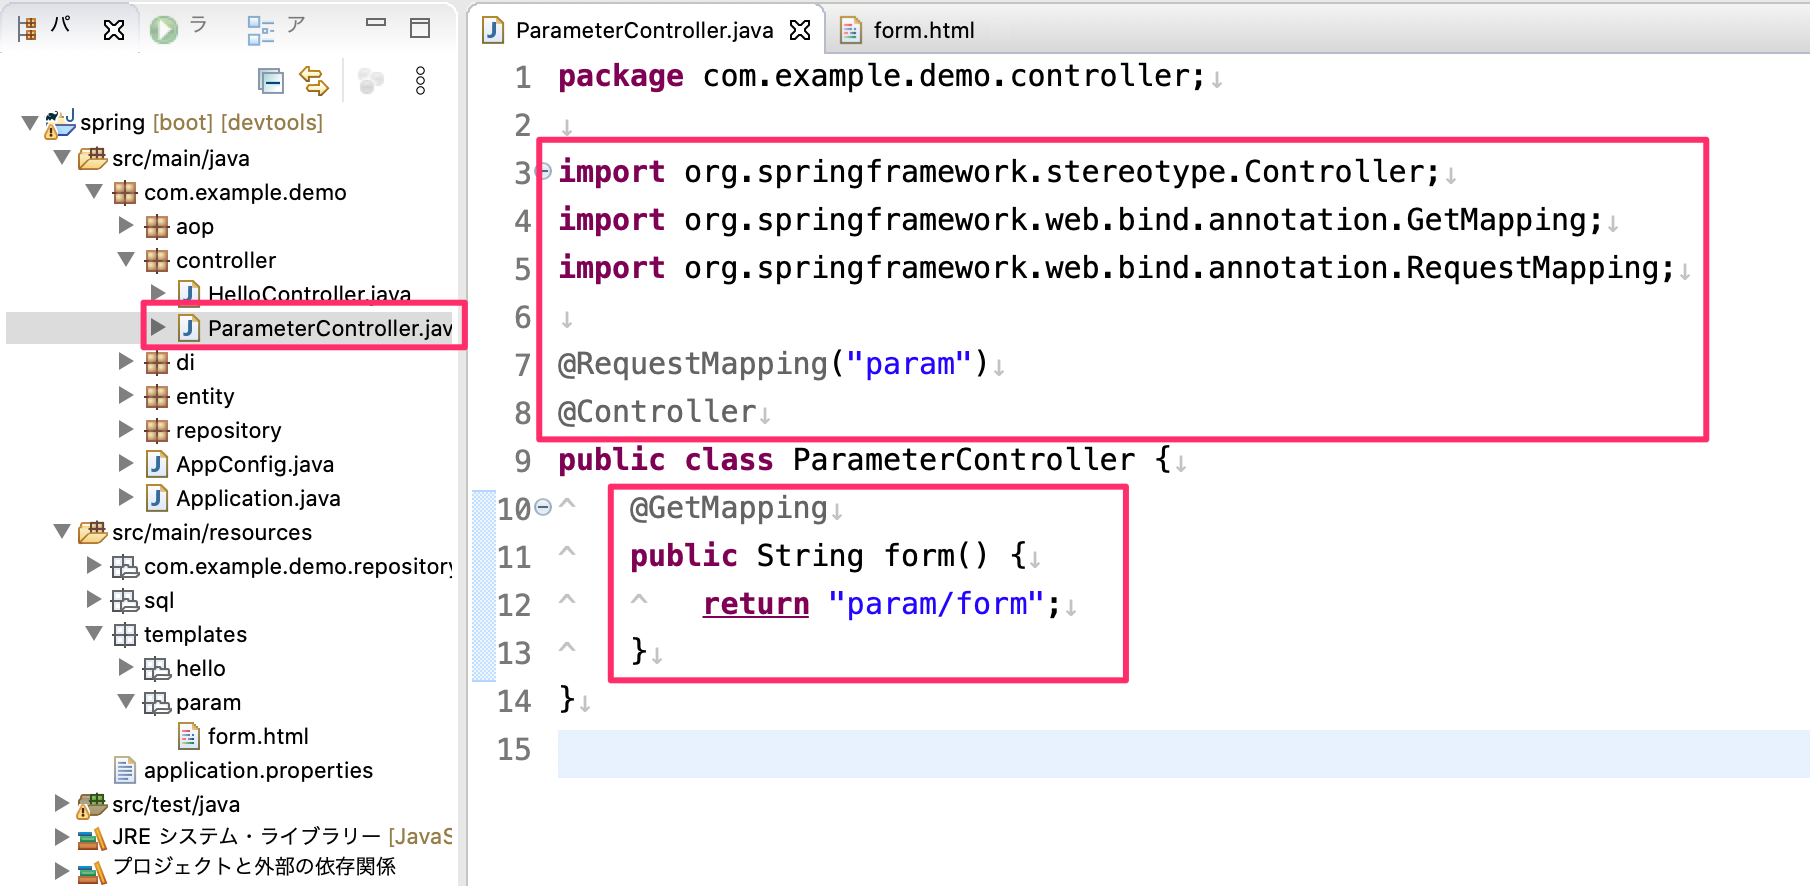 パ
ラ
ア
spring [boot] [devtools]
src/main/java
com.example.demo
aop
controller
HelloController.java
ParameterController.jav
di
entity
repository
AppConfig.java
Application.java
src/main/resources
com.example.demo.repository
sql
templates
hello
param
form.html
application.properties
src/test/java
JRE システム・ライブラリー [JavaS
プロジェクトと外部の依存関係
ParameterController.java
form.html
1 package com.example.demo.controller;↓
2 ↓
3 import org.springframework.stereotype.Controller;↓
4 import org.springframework.web.bind.annotation.GetMapping;↓
5 import org.springframework.web.bind.annotation.RequestMapping;↓
6 ↓
7 @RequestMapping("param")↓
8 @Controller↓
9 public class ParameterController {↓
10 ^ @GetMapping↓
11 ^ public String form() {↓
12 ^ ^ return "param/form";↓
13 ^ }↓
14 }↓
15